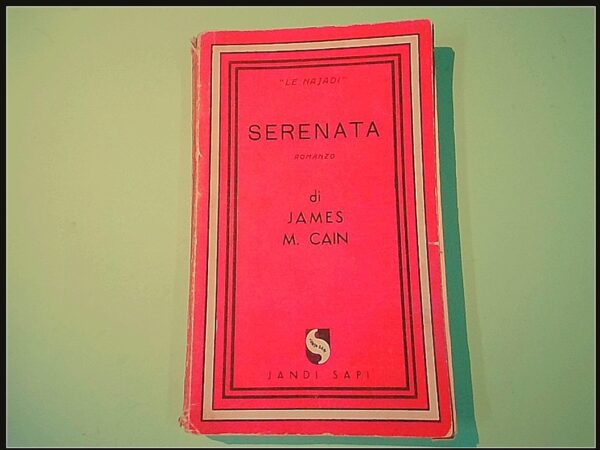 "LE NAJADI"
SERENATA
ROMANZO
di
JAMES
M. CAIN
JANDI SAPI